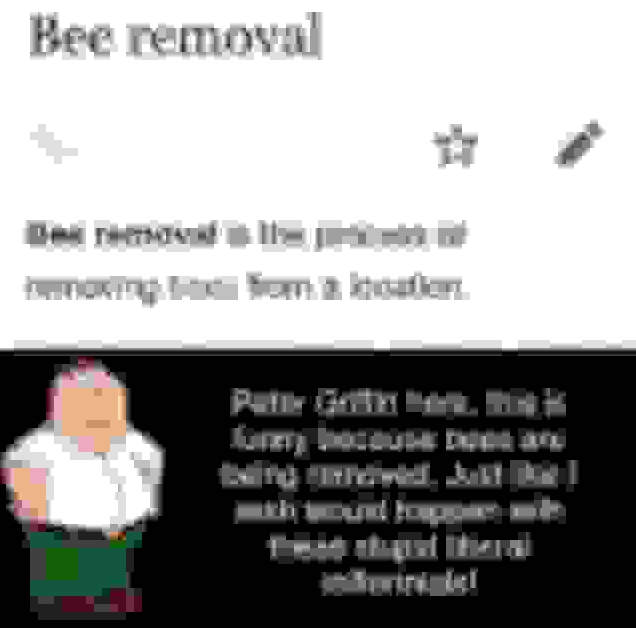 Bee removal
Bee removal is the process of
removing bees from a location.
Peter Griffin here, this is
funny because bees are
being removed. Just like I
wish would happen with
these stupid liberal